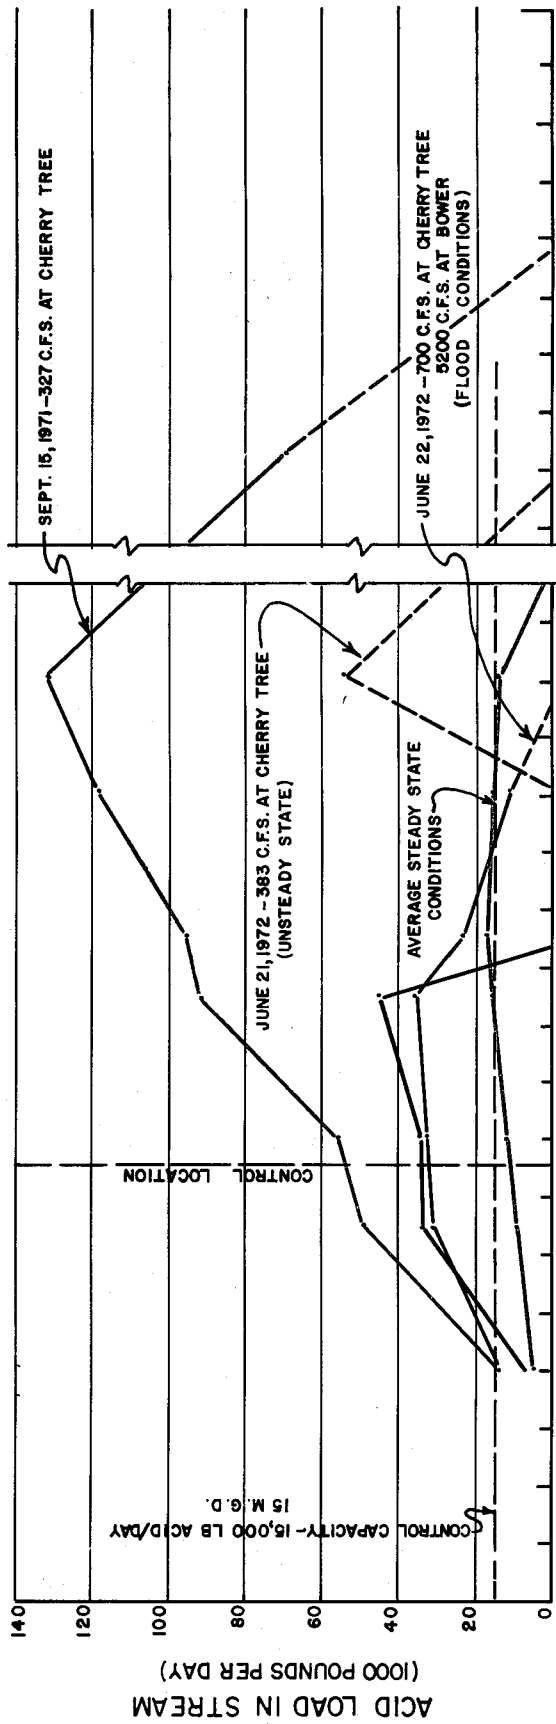 ACID LOAD IN STREAM
(1000 POUNDS PER DAY)
140
120
100
80
60
40
20
0
CONTROL CAPACITY-15,000 LB ACID/DAY
15 M.G.D.
CONTROL LOCATION
SEPT. 15, 1971-327 C.F.S. AT CHERRY TREE
JUNE 21, 1972-383 C.F.S. AT CHERRY TREE
(UNSTEADY STATE)
AVERAGE STEADY STATE
CONDITIONS
JUNE 22, 1972-700 C.F.S. AT CHERRY TREE
5200 C.F.S. AT BOWER
(FLOOD CONDITIONS)